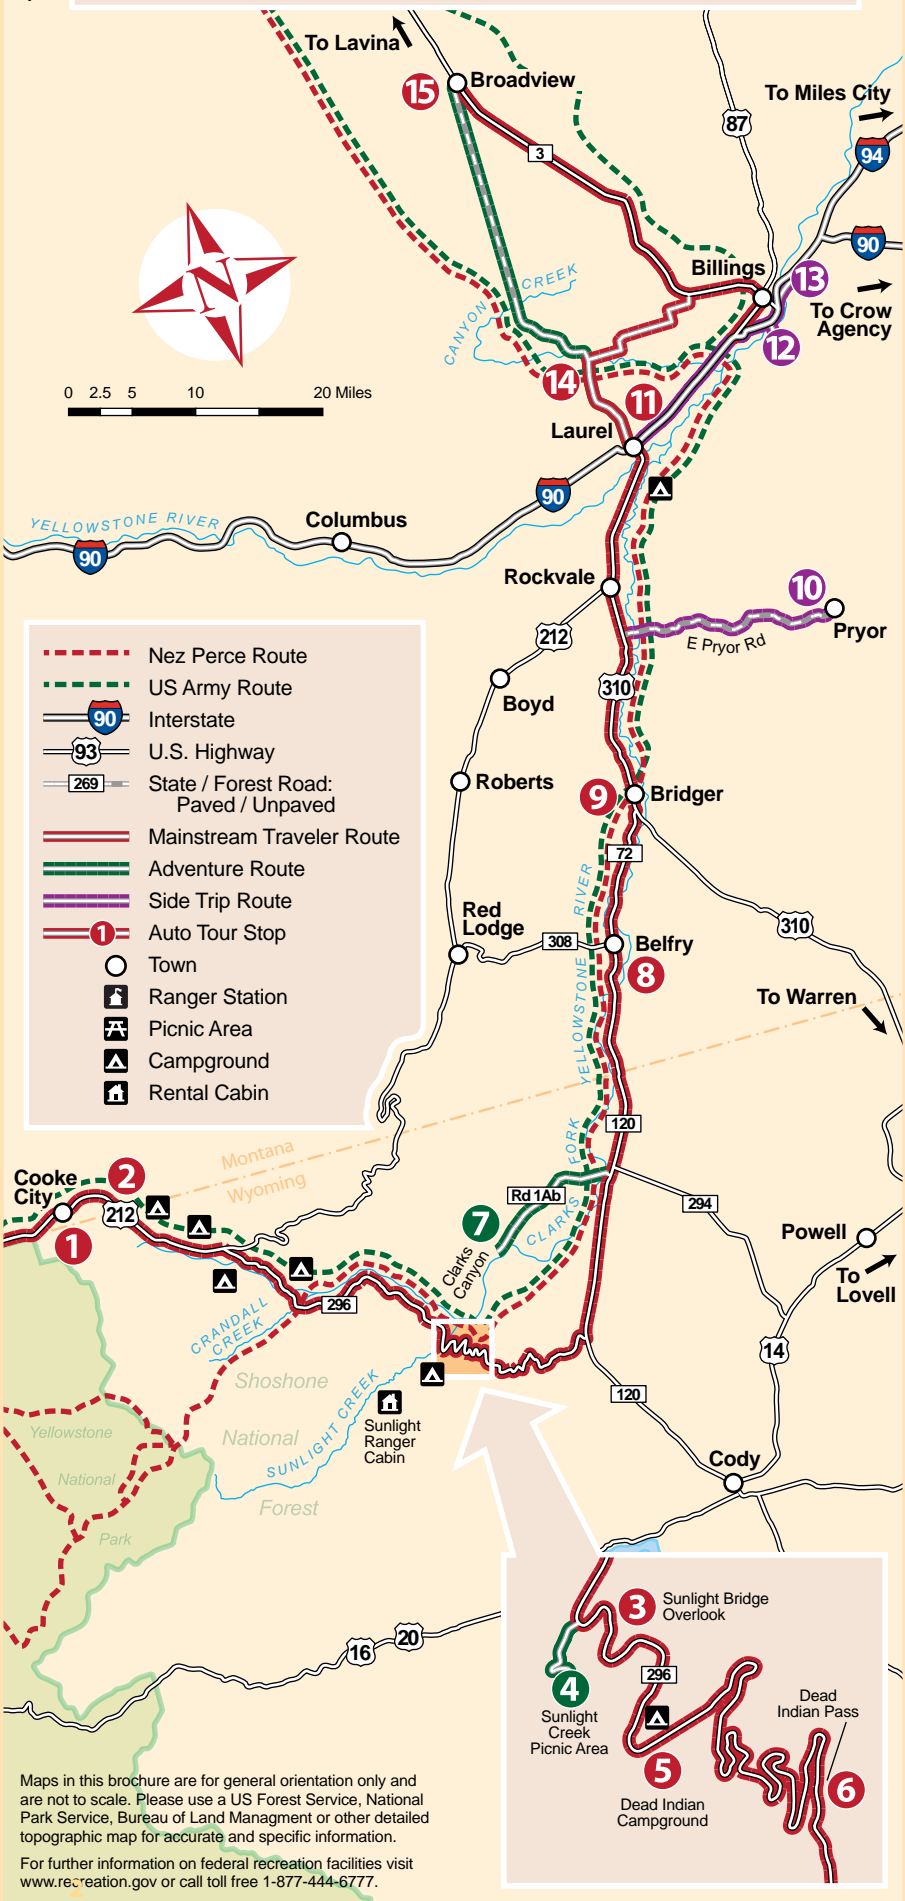 To Lavina
15
Broadview
To Miles City
87
3
94
90
Billings
13
To Crow
Agency
CREEK
CANYON
12
0 2.5 5 10 20 Miles
14
11
Laurel
90
YELLOWSTONE RIVER
Columbus
90
Rockvale
10
Pryor
212
E Pryor Rd
Boyd
310
Nez Perce Route
US Army Route
90 Interstate
93 U.S. Highway
269 State / Forest Road:
Paved / Unpaved
Mainstream Traveler Route
Adventure Route
Side Trip Route
1 Auto Tour Stop
Town
Ranger Station
Picnic Area
Campground
Rental Cabin
Roberts
9
Bridger
72
Red
Lodge
308
Belfry
8
310
To Warren
CLARKS FORK YELLOWSTONE RIVER
Montana
Wyoming
120
Cooke
City
2
212
1
Rd 1Ab
7
Clarks
Canyon
294
Powell
To
Lovell
296
CRANDALL
CREEK
14
Shoshone
National
Forest
SUNLIGHT CREEK
Sunlight
Ranger
Cabin
120
Cody
Yellowstone
National
Park
16
20
3
Sunlight Bridge
Overlook
296
4
Sunlight
Creek
Picnic Area
5
Dead Indian
Campground
Dead
Indian Pass
6
Maps in this brochure are for general orientation only and
are not to scale. Please use a US Forest Service, National
Park Service, Bureau of Land Managment or other detailed
topographic map for accurate and specific information.
For further information on federal recreation facilities visit
www.recreation.gov or call toll free 1-877-444-6777.